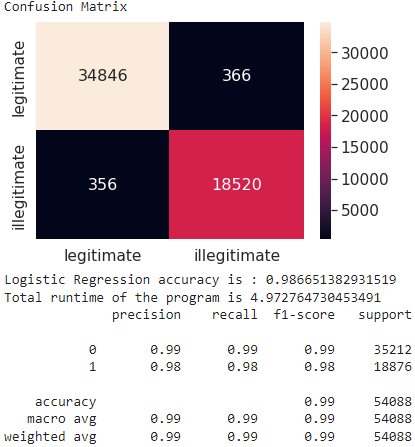 Confusion Matrix
legitimate
34846
366
illegitimate
356
18520
legitimate
illegitimate
30000
25000
20000
15000
10000
5000
Logistic Regression accuracy is : 0.986651382931519
Total runtime of the program is 4.972764730453491
precision recall f1-score support
0 0.99 0.99 0.99 35212
1 0.98 0.98 0.98 18876
accuracy 0.99 54088
macro avg 0.99 0.99 0.99 54088
weighted avg 0.99 0.99 0.99 54088